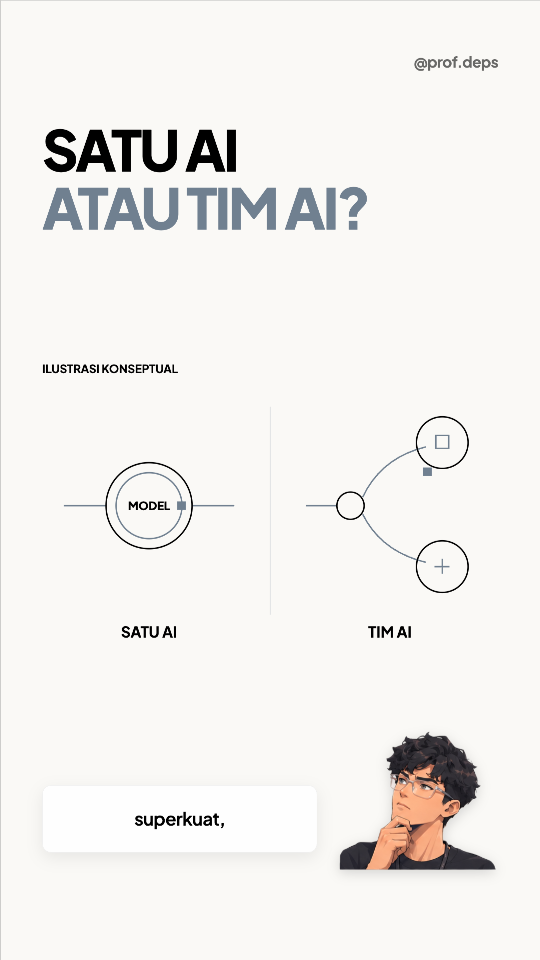 @prof.deps
SATU AI
ATAU TIM AI?
ILUSTRASI KONSEPTUAL
MODEL
SATU AI
TIM AI
superkuat,